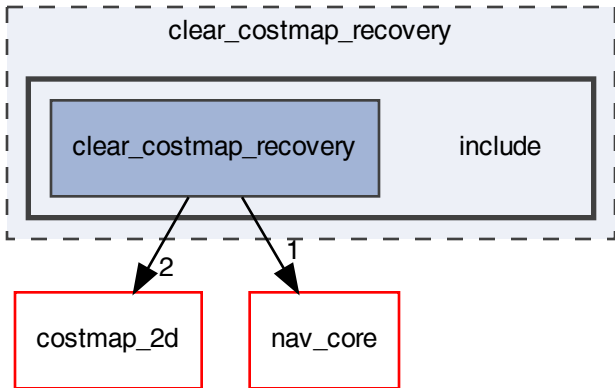 clear_costmap_recovery
clear_costmap_recovery
include
2
1
costmap_2d
nav_core